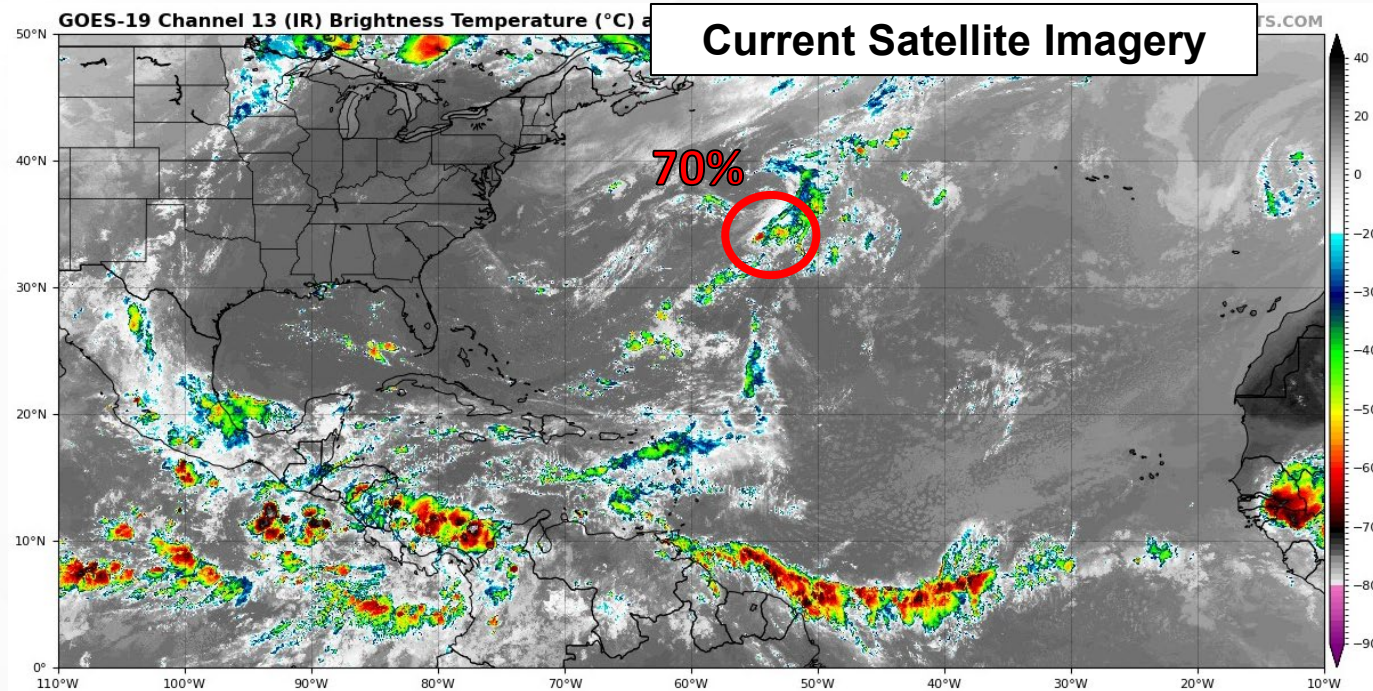 GOES-19 Channel 13 (IR) Brightness Temperature (°C) a
TS.COM
Current Satellite Imagery
70%
50°N
40°N
30°N
20°N
10°N
0°
110°W 100°W 90°W 80°W 70°W 60°W 50°W 40°W 30°W 20°W 10°W
40
20
0
−20
−30
−40
−50
−60
−70
−80
−90